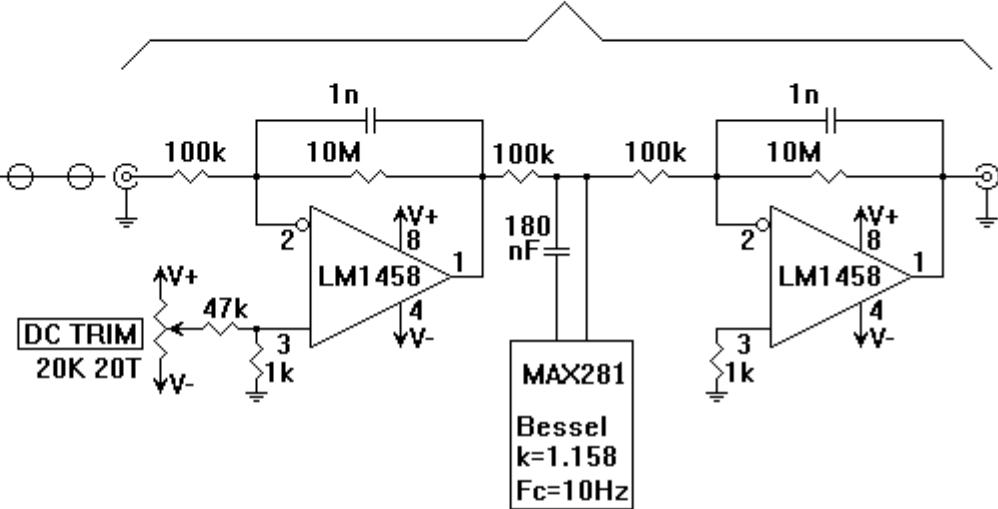 1n
1n
100k
10M
100k
100k
10M
2
V+
8
180
nF
2
V+
8
LM1458
1
LM1458
1
V+
47k
4
4
DC TRIM
3
V-
3
V-
20K 20T
V-
1k
MAX281
1k
Bessel
k=1.158
Fc=10Hz